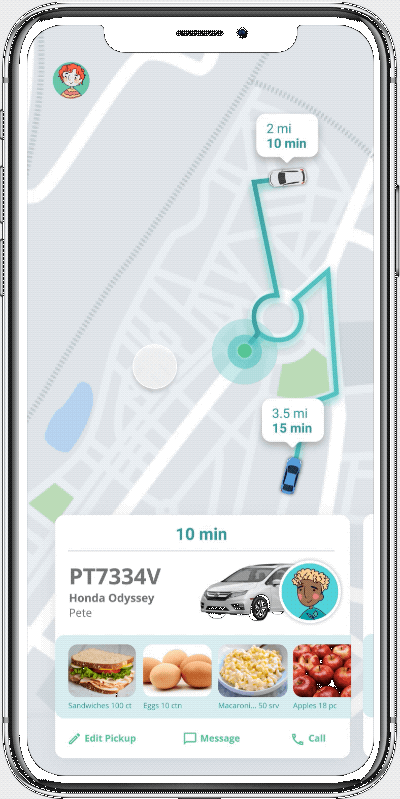 2 mi
10 min
3.5 mi
15 min
10 min
PT7334V
Honda Odyssey
Pete
Sandwiches 100 ct
Eggs 10 ctn
Macaroni... 50 srv
Apples 18 pc
Edit Pickup
Message
Call